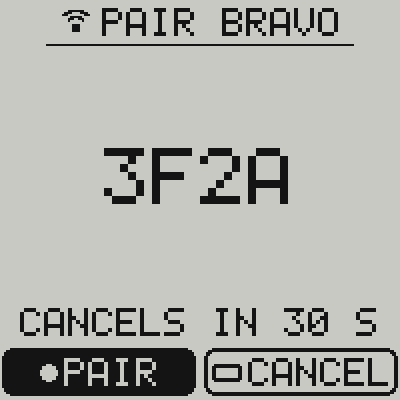 PAIR BRAVO
3F2A
CANCELS IN 30 S
PAIR
CANCEL